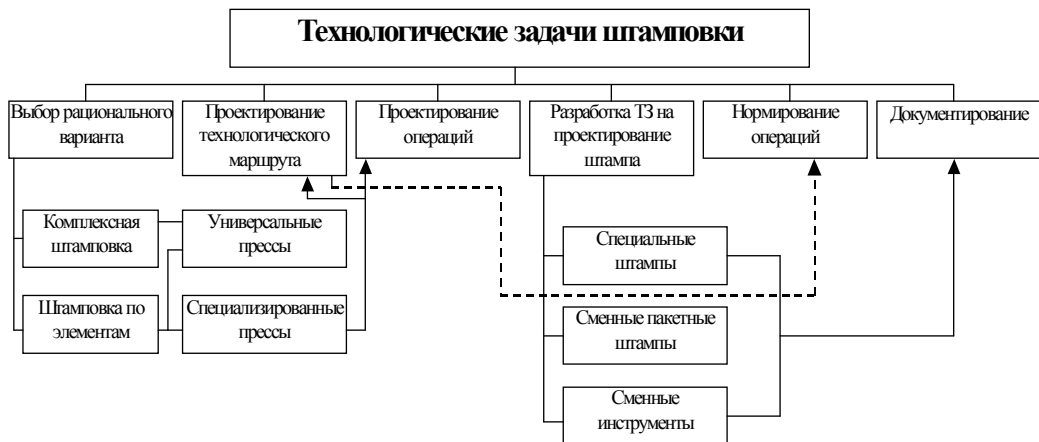 Технологические задачи штамповки
Выбор рационального
варианта
Проектирование
технологического
маршрута
Проектирование
операций
Разработка ТЗ на
проектирование
штампа
Нормирование
операций
Документирование
Комплексная
штамповка
Универсальные
прессы
Специальные
штампы
Штамповка по
элементам
Специализированные
прессы
Сменные пакетные
штампы
Сменные
инструменты